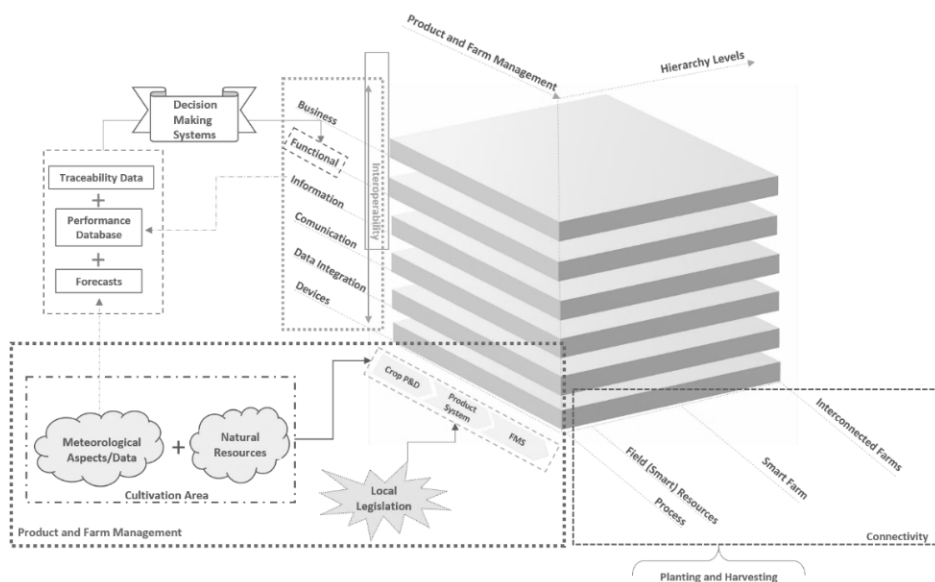 Product and Farm Management
Hierarchy Levels
Decision
Making
Systems
Business
Functional
Information
Comunication
Data Integration
Devices
Interoperability
Traceability Data
+
Performance
Database
+
Forecasts
Crop P&D
Product
System
FMS
Meteorological
Aspects/Data
+
Natural
Resources
Cultivation Area
Local
Legislation
Product and Farm Management
Field (Smart) Resources
Process
Smart Farm
Interconnected Farms
Connectivity
Planting and Harvesting